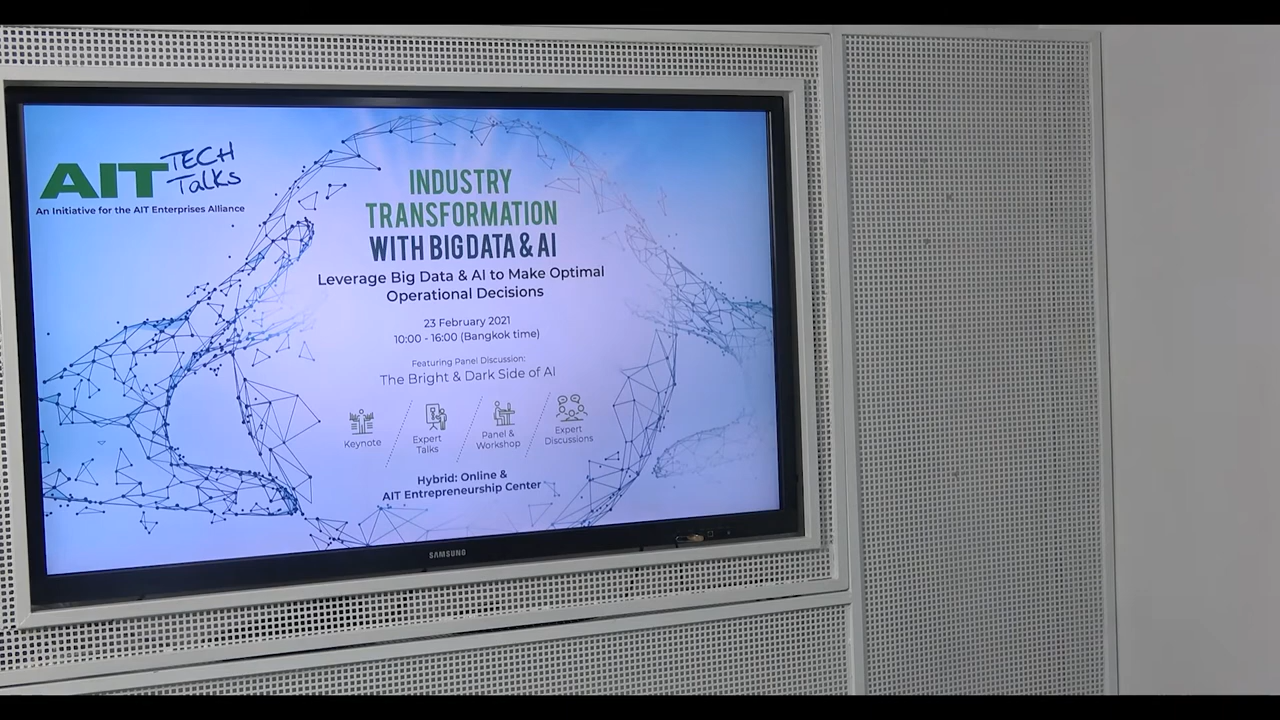 AIT TECH
Talks
An Initiative for the AIT Enterprises Alliance
INDUSTRY
TRANSFORMATION
WITH BIG DATA & AI
Leverage Big Data & AI to Make Optimal
Operational Decisions
23 February 2021
10:00 - 16:00 (Bangkok time)
Featuring Panel Discussion:
The Bright & Dark Side of AI
Keynote
Expert
Talks
Panel &
Workshop
Expert
Discussions
Hybrid: Online &
AIT Entrepreneurship Center
SAMSUNG